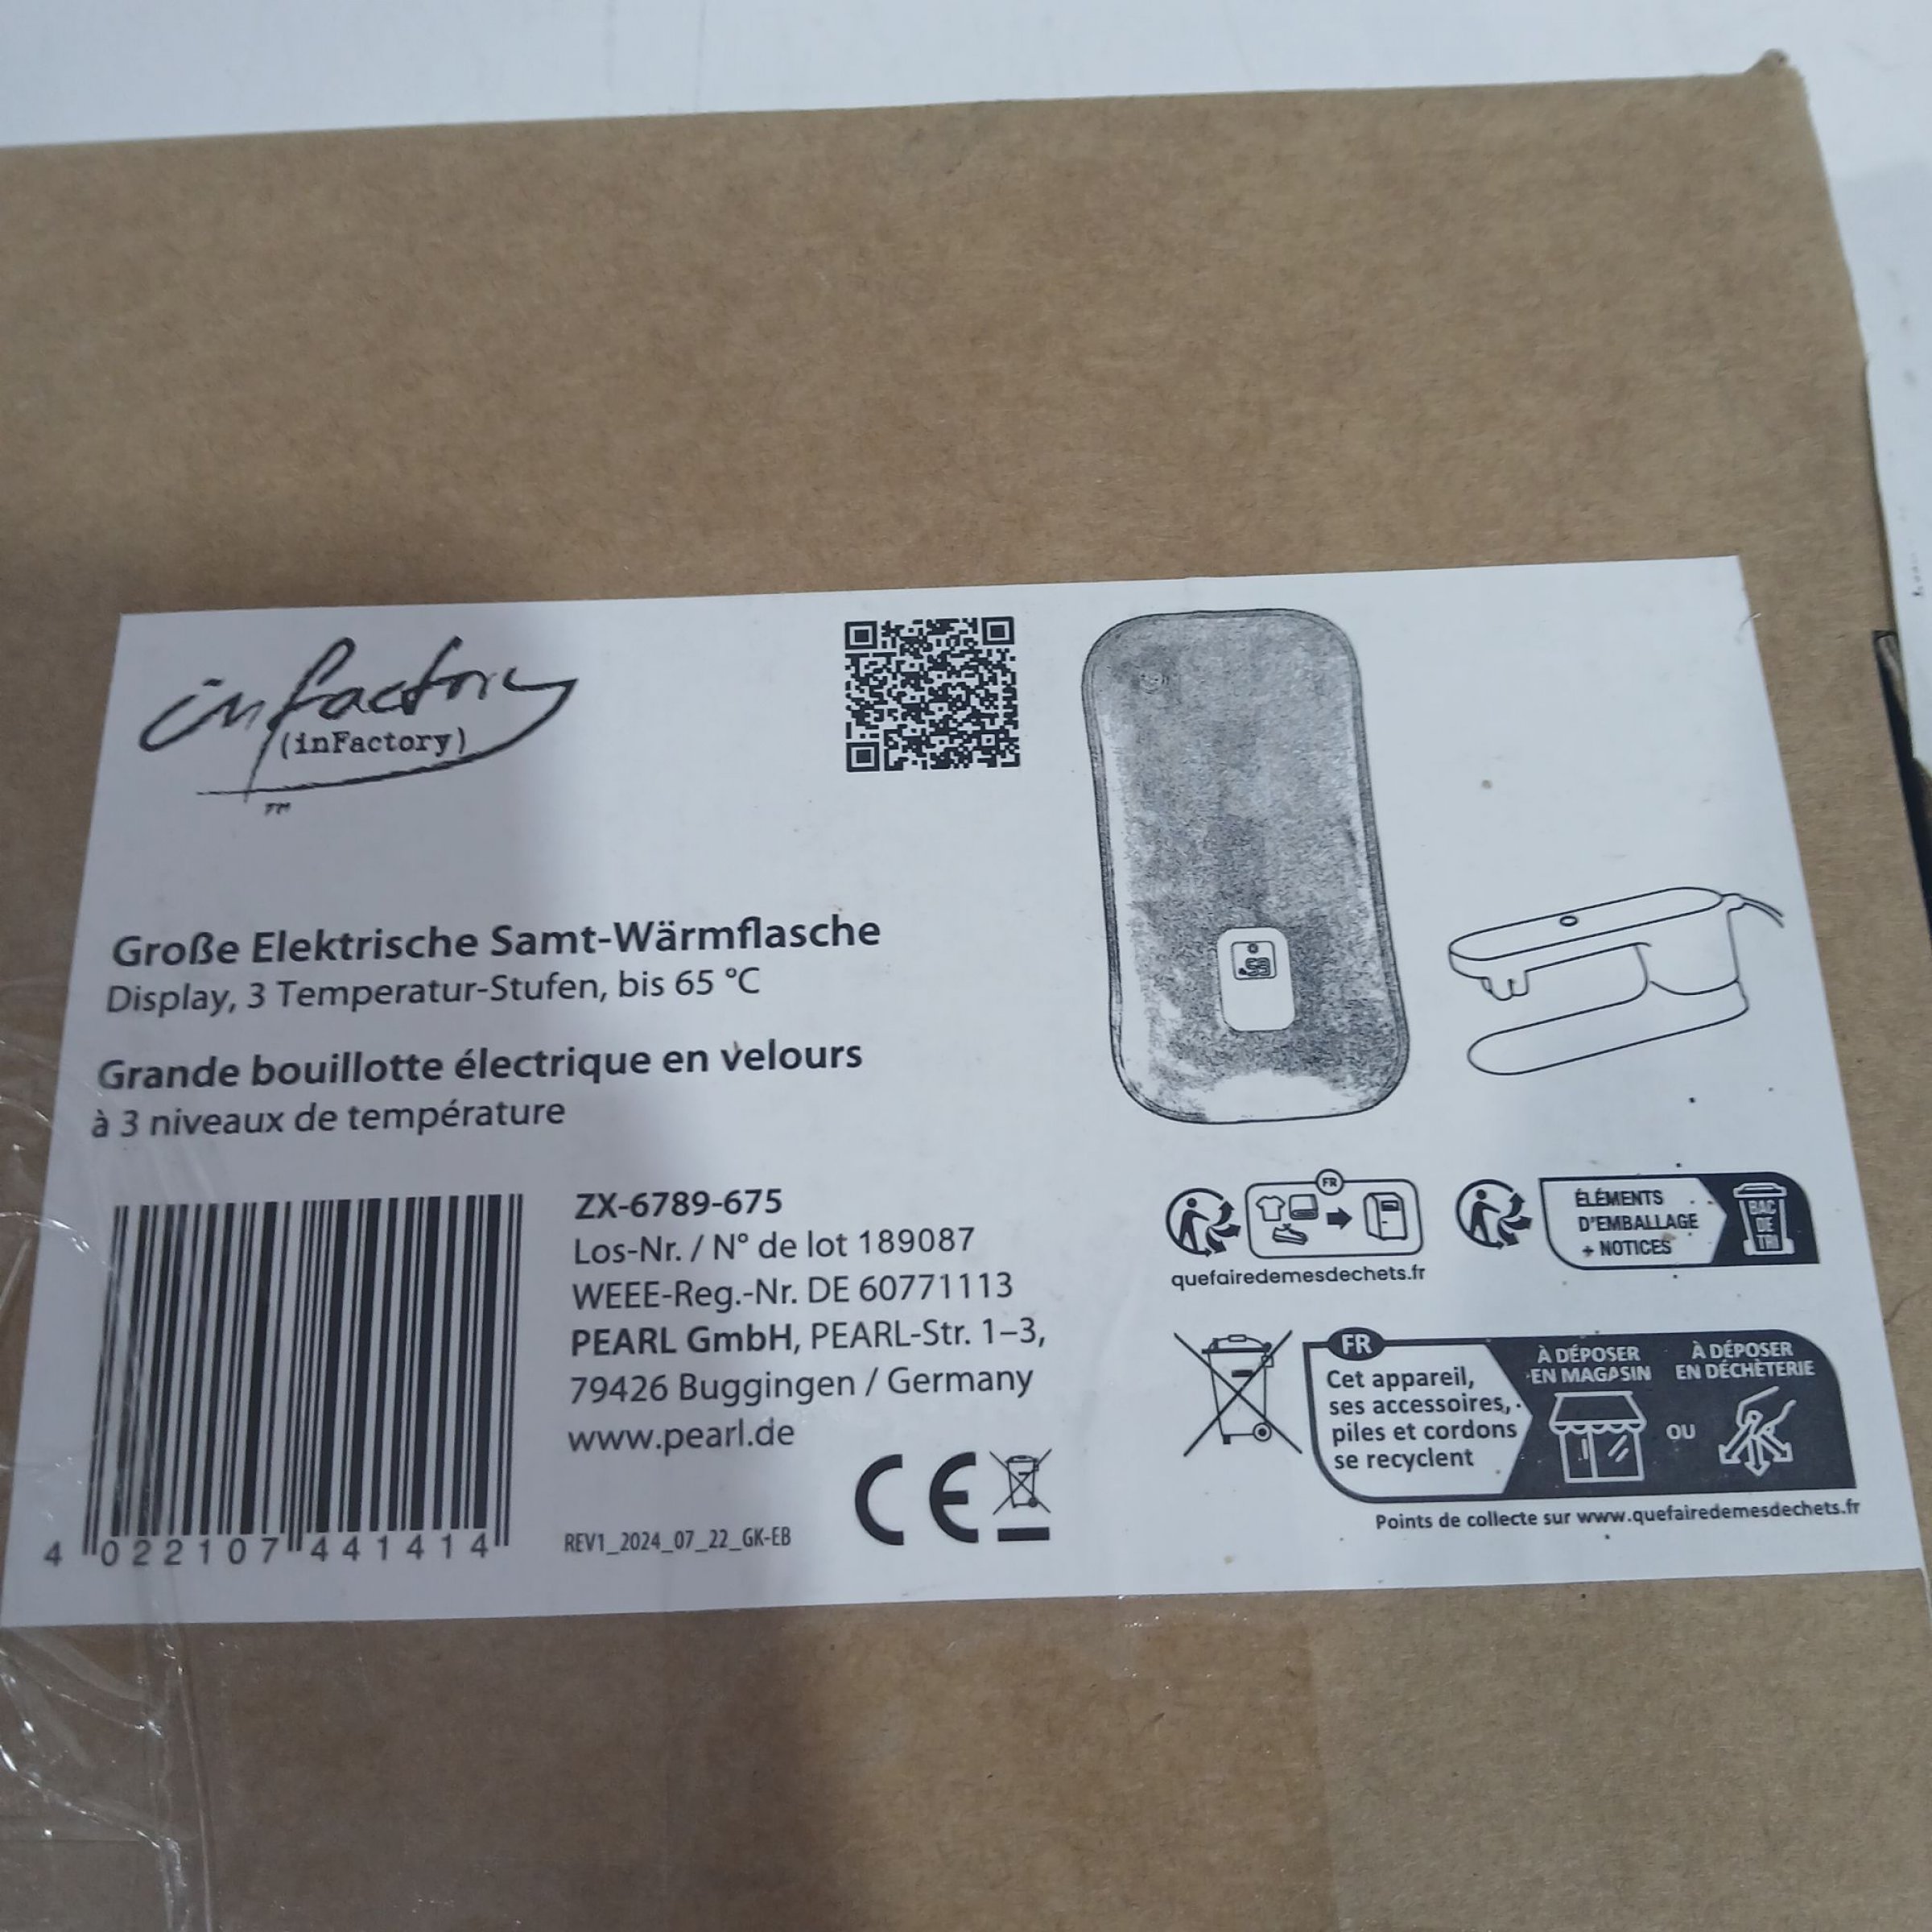 infactory
(inFactory)
TM
Große Elektrische Samt-Wärmflasche
Display, 3 Temperatur-Stufen, bis 65 °C
Grande bouillotte électrique en velours
à 3 niveaux de température
4 022107 441414
ZX-6789-675
Los-Nr. / N° de lot 189087
WEEE-Reg.-Nr. DE 60771113
PEARL GmbH, PEARL-Str. 1–3,
79426 Buggingen / Germany
www.pearl.de
REV1_2024_07_22_GK-EB
CE
FR
quefairedemesdechets.fr
ÉLÉMENTS
D'EMBALLAGE
+ NOTICES
BAC
DE
TRI
FR
Cet appareil,
ses accessoires,
piles et cordons
se recyclent
À DÉPOSER
EN MAGASIN
OU
À DÉPOSER
EN DÉCHÈTERIE
Points de collecte sur www.quefairedemesdechets.fr